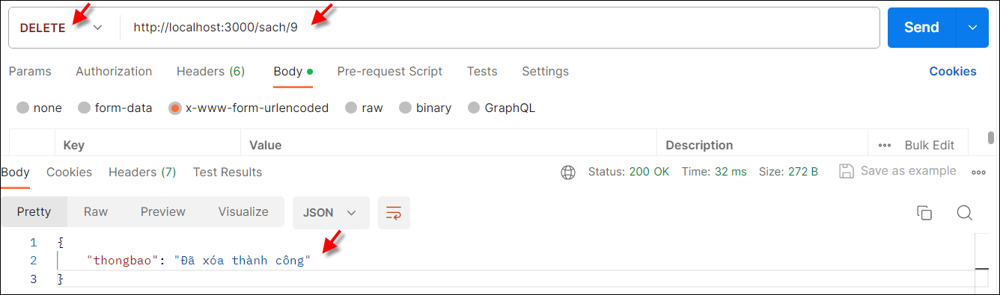 DELETE http://localhost:3000/sach/9 Send
Params Authorization Headers (6) Body Pre-request Script Tests Settings Cookies
none form-data x-www-form-urlencoded raw binary GraphQL
Key Value Description Bulk Edit
Body Cookies Headers (7) Test Results Status: 200 OK Time: 32 ms Size: 272 B Save as example
Pretty Raw Preview Visualize JSON
1 {
2 "thongbao": "Đã xóa thành công"
3 }